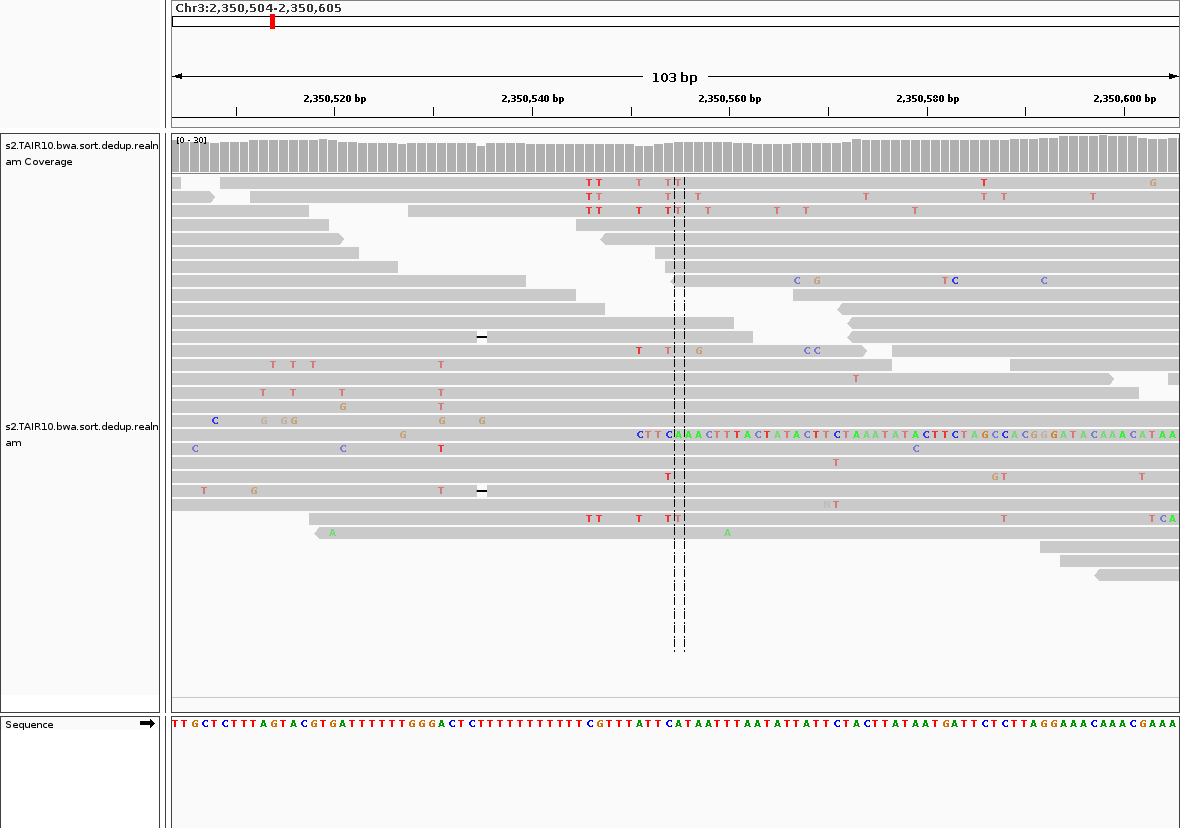 Chr3:2,350,504-2,350,605
103 bp
2,350,520 bp 2,350,540 bp 2,350,560 bp 2,350,580 bp 2,350,600 bp
s2.TAIR10.bwa.sort.dedup.realn
am Coverage
[0 - 30]
T T T T T T G
T T T T T T T T
T T T T T T T T T
C G T C C
T T G C C
T T T T
T
T T T T
G T
C G G G G G
G C T T C A A A C T T T A C T A T A C T T C T A A A T A T A C T T C T A G C C A C G G G A T A C A A A C A T A A
C C T C
T
T G T T
T G T
T
T T T T T T T C A
A A
s2.TAIR10.bwa.sort.dedup.realn
am
Sequence
T T G C T C T T T A G T A C G T G A T T T T T T G G G A C T C T T T T T T T T T T T C G T T T A T T C A T A A T T T A A T A T T A T T C T A C T T A T A A T G A T T C T C T T A G G A A A C A A A C G A A A